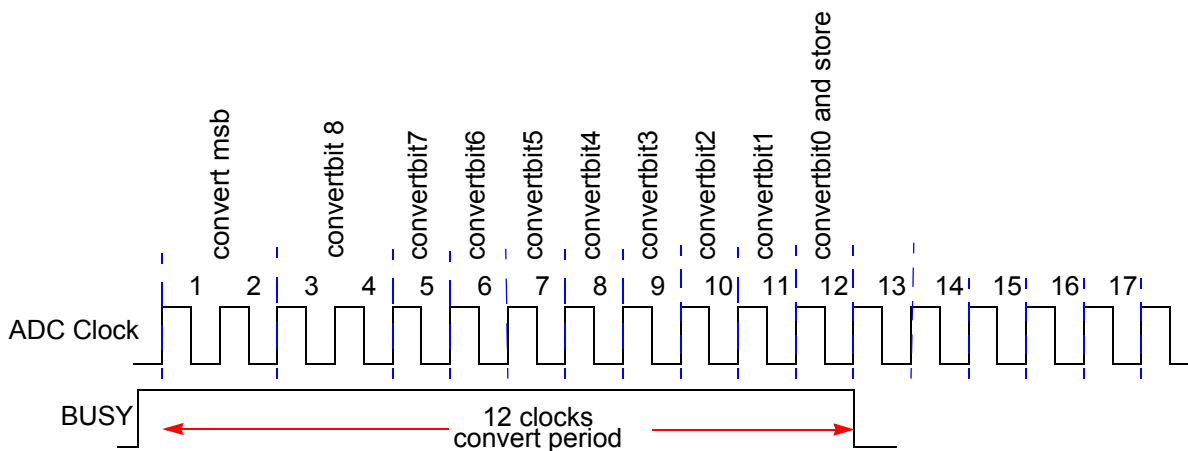 convert msb
convertbit 8
convertbit7
convertbit6
convertbit5
convertbit4
convertbit3
convertbit2
convertbit1
convertbit0 and store
1 2 3 4 5 6 7 8 9 10 11 12 13 14 15 16 17
ADC Clock
BUSY
12 clocks
convert period